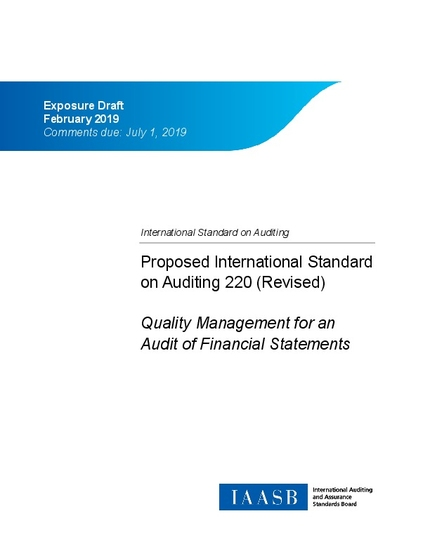 Exposure Draft
February 2019
Comments due: July 1, 2019
International Standard on Auditing
Proposed International Standard
on Auditing 220 (Revised)
Quality Management for an
Audit of Financial Statements
IAASB
International Auditing
and Assurance
Standards Board